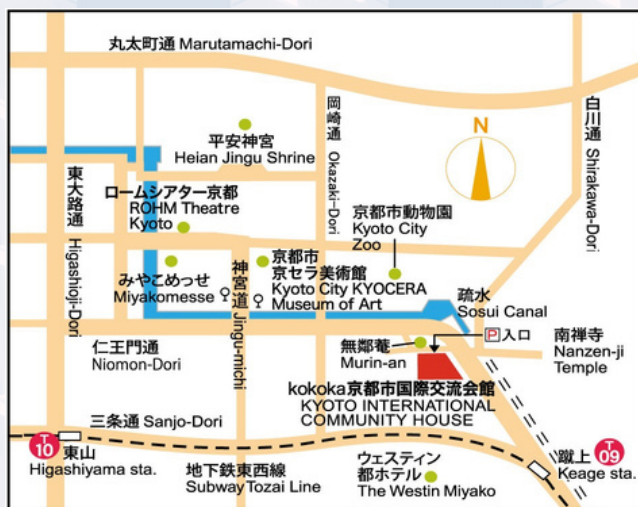 丸太町通 Marutamachi-Dori
岡崎通 Okazaki-Dori
白川通 Shirakawa-Dori
N
平安神宮
Heian Jingu Shrine
東大路通 Higashioji-Dori
ロームシアター京都
ROHM Theatre
Kyoto
京都市動物園
Kyoto City
Zoo
みやこめっせ
Miyakomesse
神宮道 Jingu-michi
京都市
京セラ美術館
Kyoto City KYOCERA
Museum of Art
疏水
Sosui Canal
仁王門通
Niomon-Dori
無鄰菴
Murin-an
P入口
南禅寺
Nanzen-ji
Temple
kokoka京都市国際交流会館
KYOTO INTERNATIONAL
COMMUNITY HOUSE
三条通 Sanjo-Dori
T
10
東山
Higashiyama sta.
地下鉄東西線
Subway Tozai Line
ウェスティン
都ホテル
The Westin Miyako
蹴上
Keage sta.
T
09